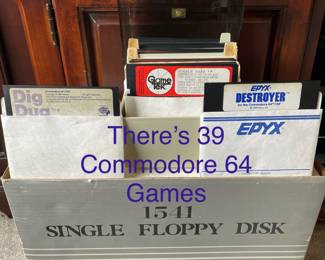 Game
Tek
Dig
Dug
EPYX
DESTROYER
EPYX
There's 39
Commodore 64
Games
1541
SINGLE FLOPPY DISK